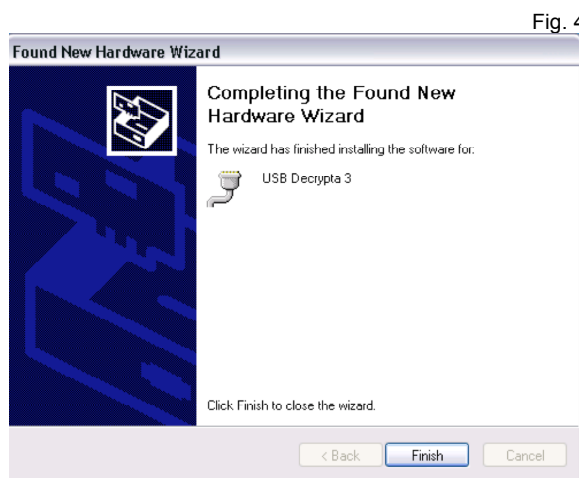 Fig. 4
Found New Hardware Wizard
Completing the Found New
Hardware Wizard
The wizard has finished installing the software for:
USB Decrypta 3
Click Finish to close the wizard.
< Back Finish Cancel